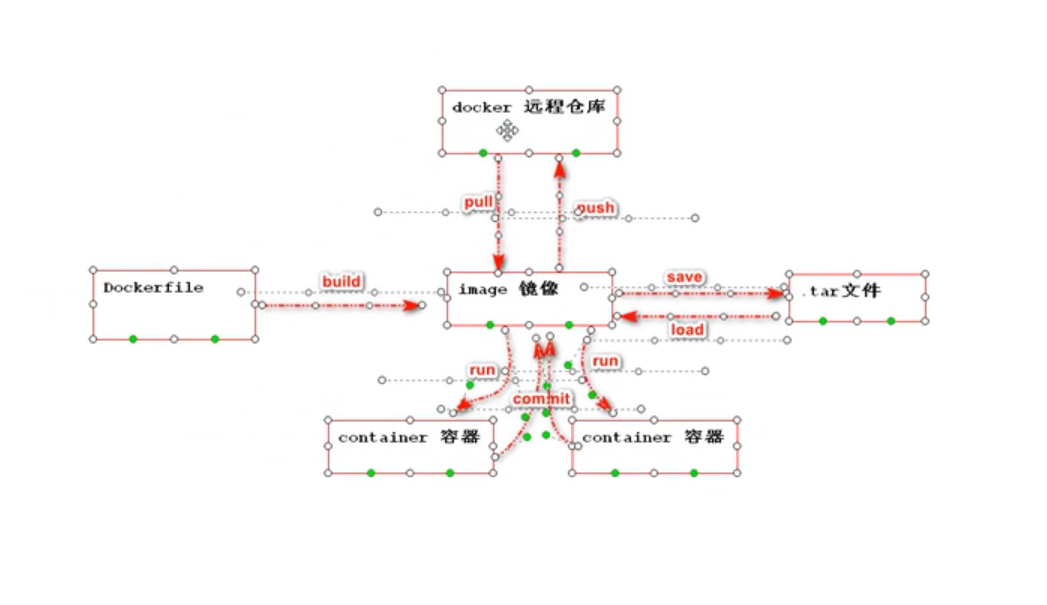 docker 远程仓库
pull
push
Dockerfile
build
image 镜像
save
.tar文件
load
run
run
commit
container 容器
container 容器